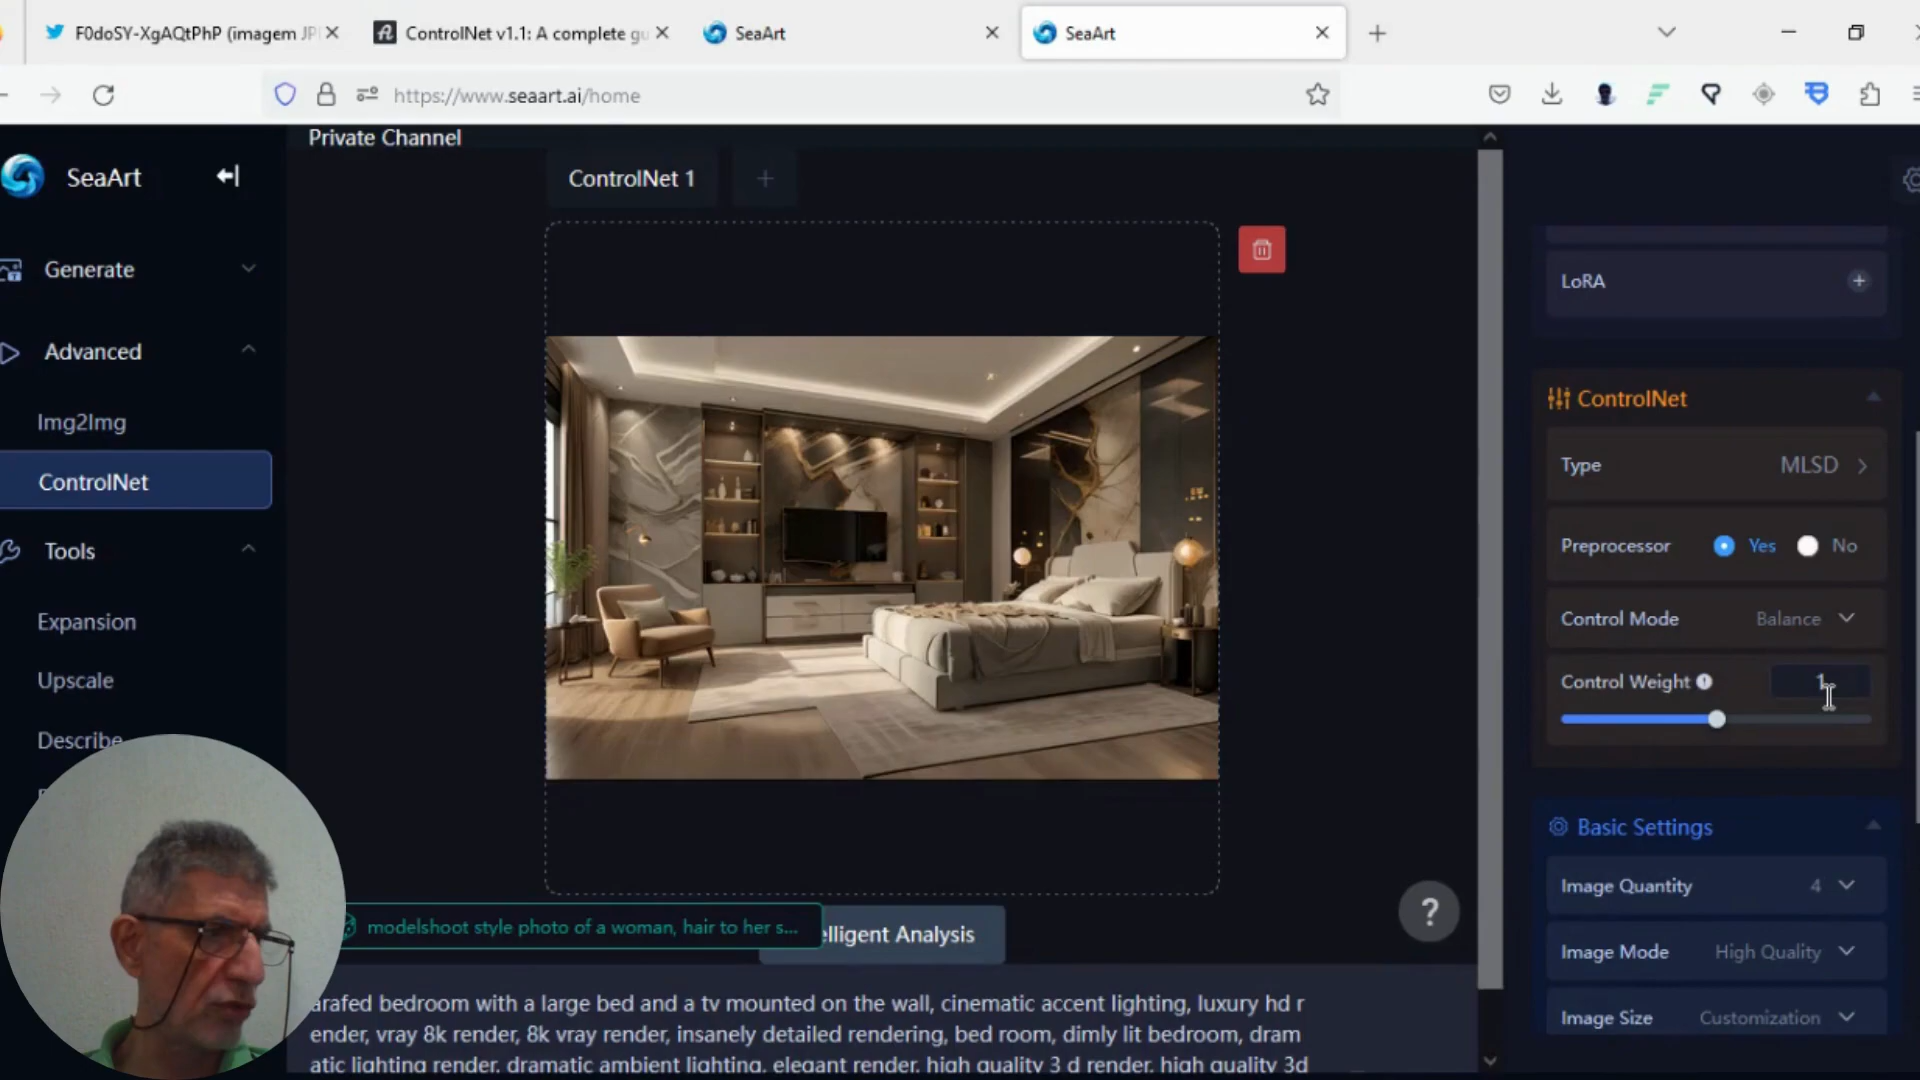 F0doSY-XgAQtPhP (imagem JP
ControlNet v1.1: A complete gu
SeaArt
SeaArt
https://www.seaart.ai/home
Private Channel
SeaArt
ControlNet 1
Generate
Advanced
Img2Img
ControlNet
Tools
Expansion
Upscale
Describe
LoRA
ControlNet
Type MLSD
Preprocessor Yes No
Control Mode Balance
Control Weight 1
Basic Settings
Image Quantity 4
Image Mode High Quality
Image Size Customization
modelshoot style photo of a woman, hair to her s...
elligent Analysis
arafed bedroom with a large bed and a tv mounted on the wall, cinematic accent lighting, luxury hd r
ender, vray 8k render, 8k vray render, insanely detailed rendering, bed room, dimly lit bedroom, dram
atic lighting render, dramatic ambient lighting, elegant render, high quality 3 d render, high quality 3d